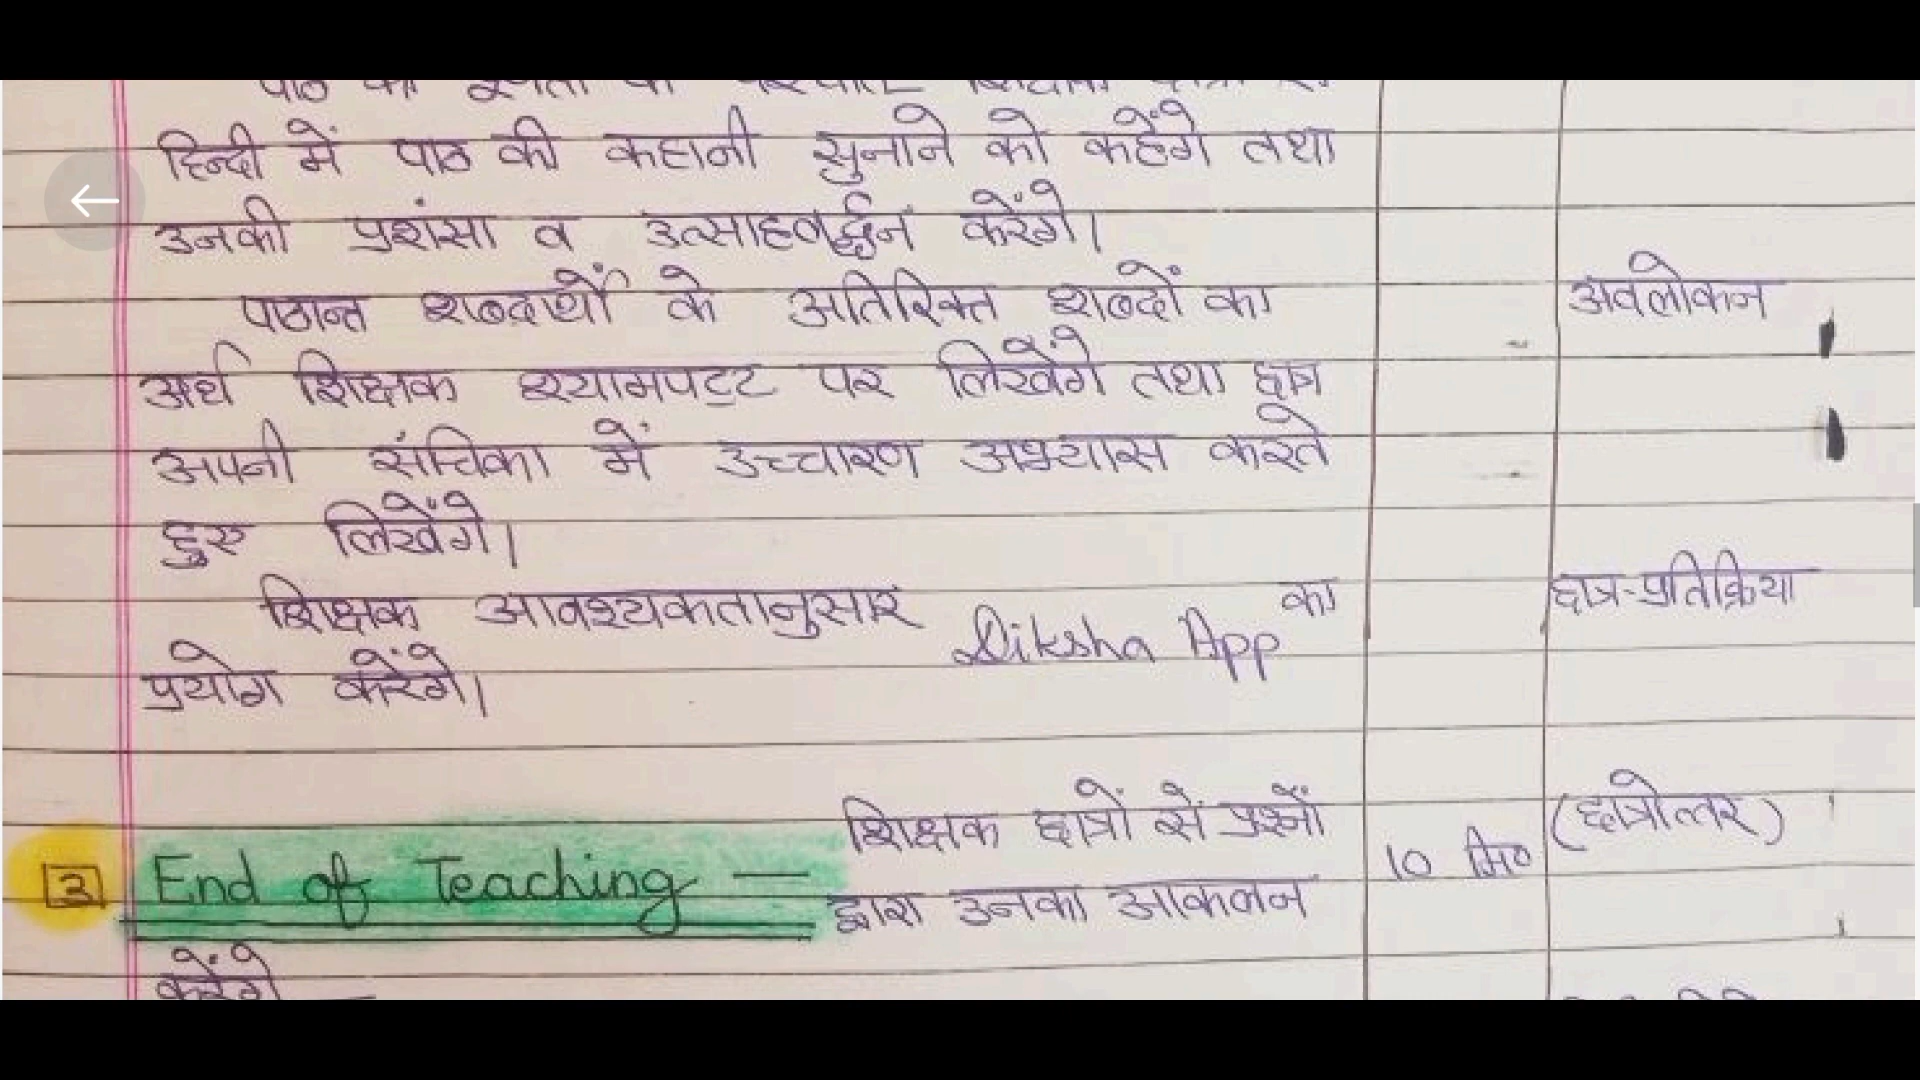 हिन्दी में पाठ की कहानी सुनाने को कहेंगे तथा
उनकी प्रशंसा व उत्साहवर्द्धन करेंगे।
पाठान्त शब्दार्थों के अतिरिक्त शब्दों का
अवलोकन
अर्थ शिक्षक श्यामपट्ट पर लिखेंगे तथा छात्र
अपनी संचिका में उच्चारण अभ्यास करते
हुए लिखेंगे।
शिक्षक आवश्यकतानुसार Diksha App का
छात्र-प्रतिक्रिया
प्रयोग करेंगे।
शिक्षक छात्रों से प्रश्नों
(छात्रोत्तर)
3 End of Teaching —
10 मि०
द्वारा उनका आकलन
करेंगे —